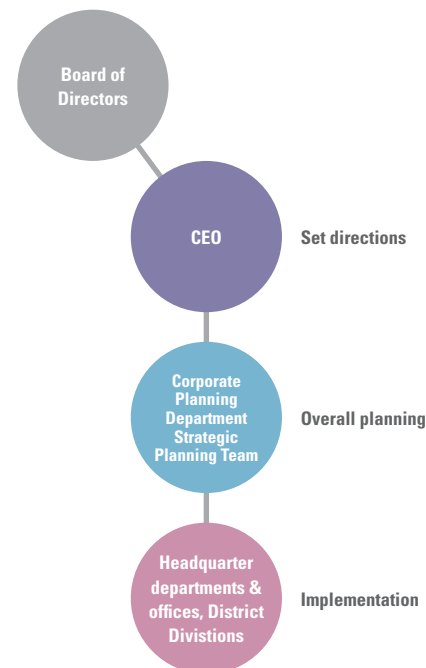 Board of
Directors
CEO
Set directions
Corporate
Planning
Department
Strategic
Planning Team
Overall planning
Headquarter
departments &
offices, District
Divistions
Implementation